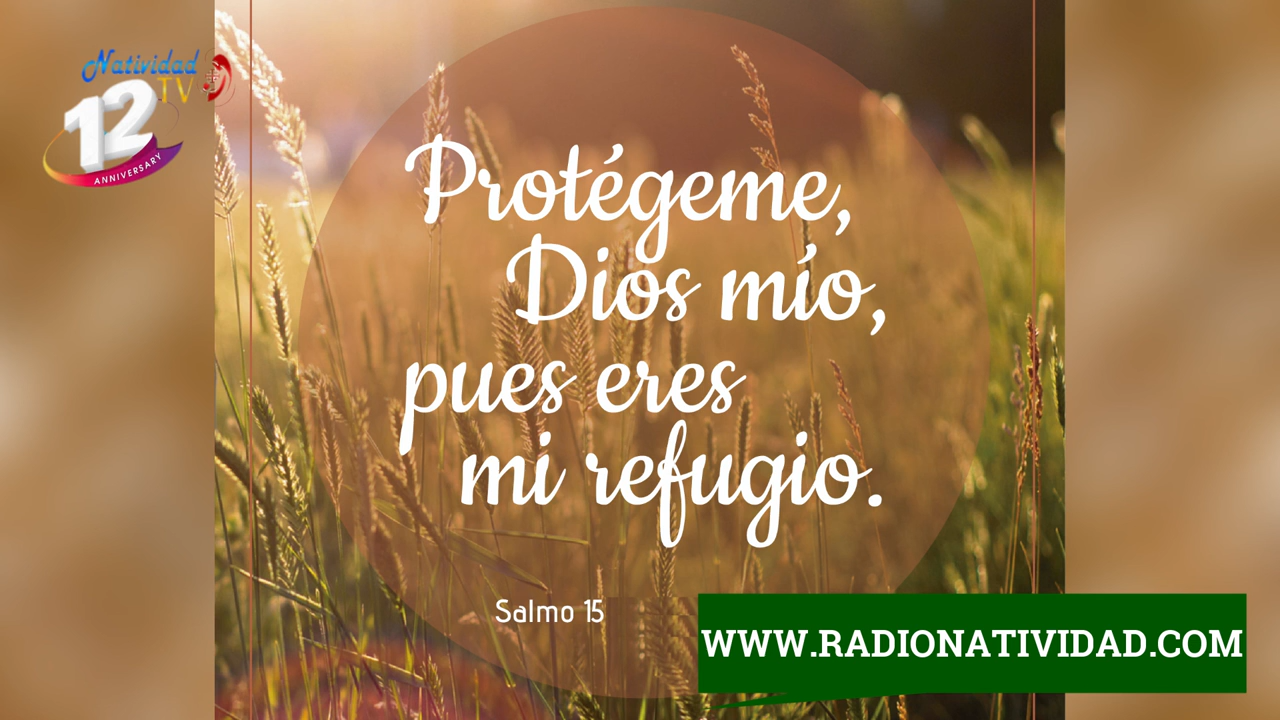 Natividad
TV
12
ANNIVERSARY
Protégeme,
Dios mío,
pues eres
mi refugio.
Salmo 15
WWW.RADIONATIVIDAD.COM